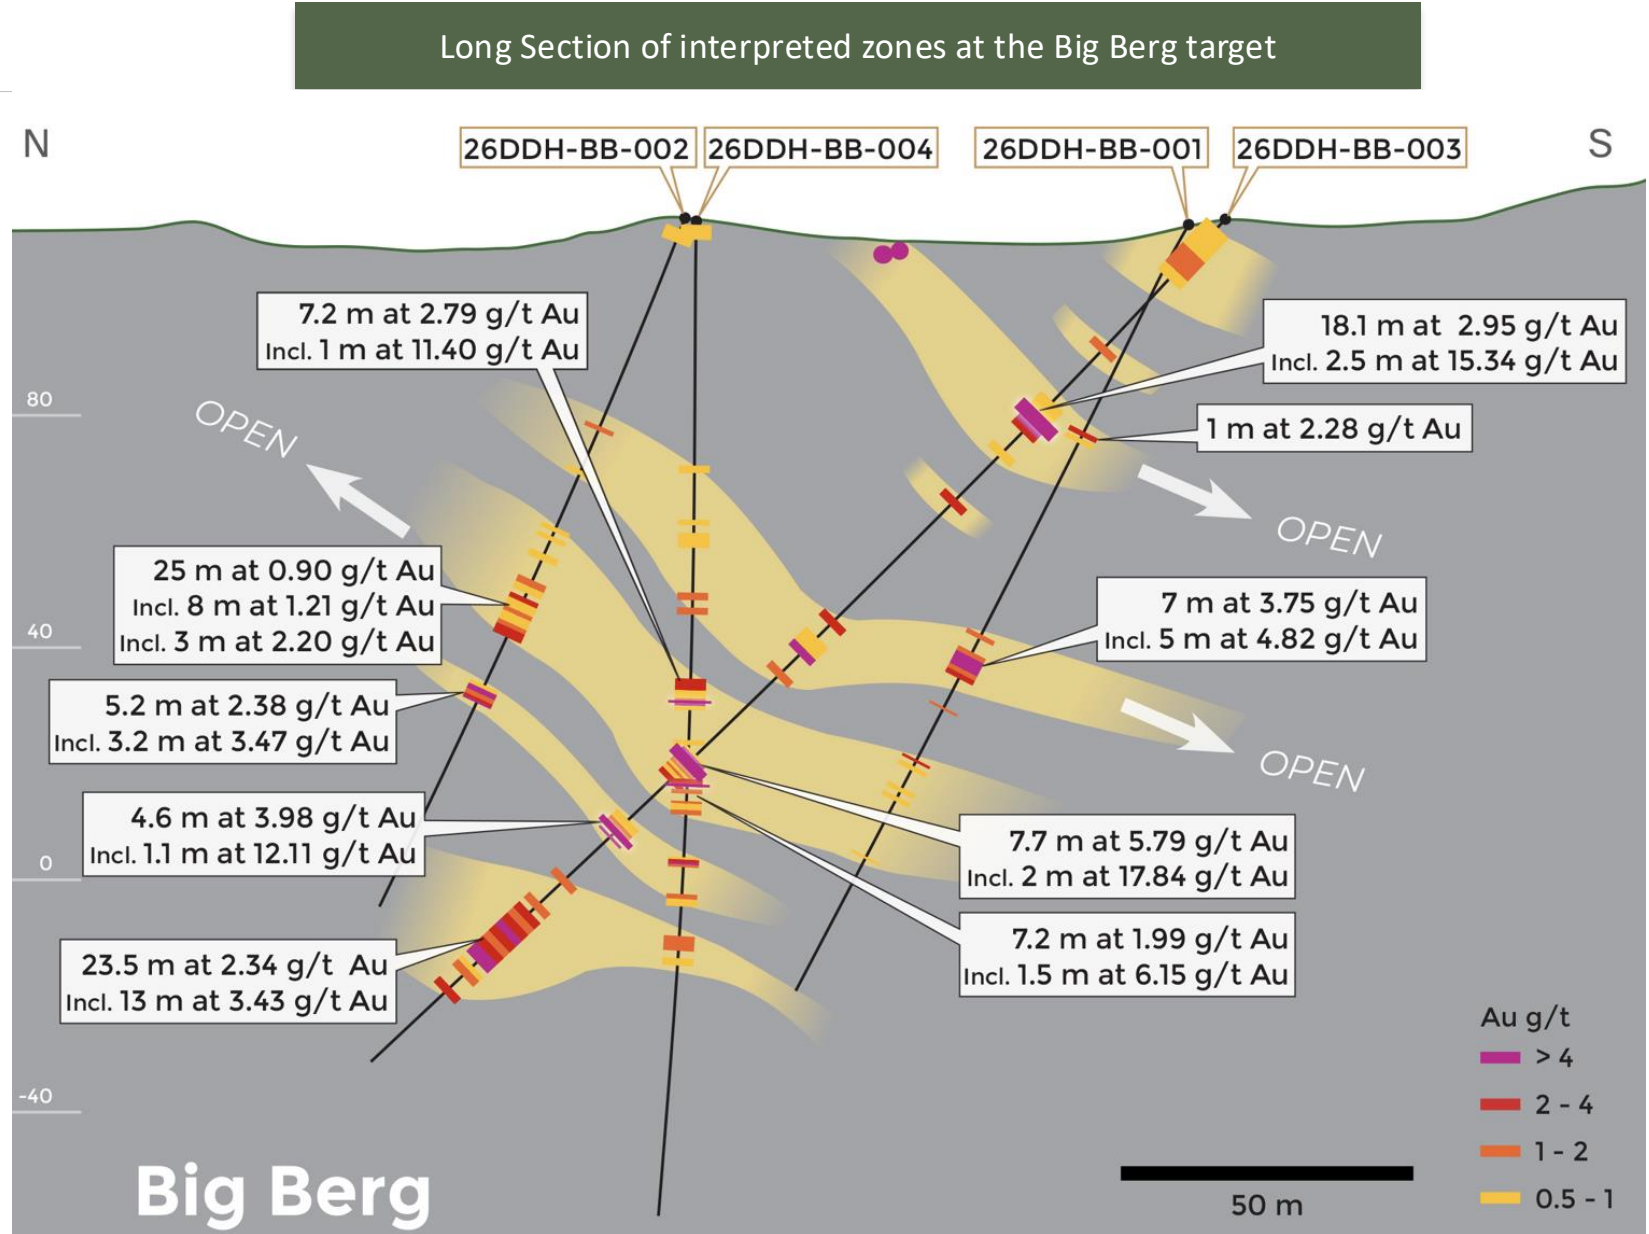 Long Section of interpreted zones at the Big Berg target
N
26DDH-BB-002
26DDH-BB-004
26DDH-BB-001
26DDH-BB-003
S
7.2 m at 2.79 g/t Au
Incl. 1 m at 11.40 g/t Au
18.1 m at 2.95 g/t Au
Incl. 2.5 m at 15.34 g/t Au
80
OPEN
1 m at 2.28 g/t Au
OPEN
25 m at 0.90 g/t Au
Incl. 8 m at 1.21 g/t Au
Incl. 3 m at 2.20 g/t Au
7 m at 3.75 g/t Au
Incl. 5 m at 4.82 g/t Au
40
5.2 m at 2.38 g/t Au
Incl. 3.2 m at 3.47 g/t Au
OPEN
4.6 m at 3.98 g/t Au
Incl. 1.1 m at 12.11 g/t Au
7.7 m at 5.79 g/t Au
Incl. 2 m at 17.84 g/t Au
0
7.2 m at 1.99 g/t Au
Incl. 1.5 m at 6.15 g/t Au
23.5 m at 2.34 g/t Au
Incl. 13 m at 3.43 g/t Au
Au g/t
> 4
-40
2 - 4
1 - 2
0.5 - 1
50 m
Big Berg